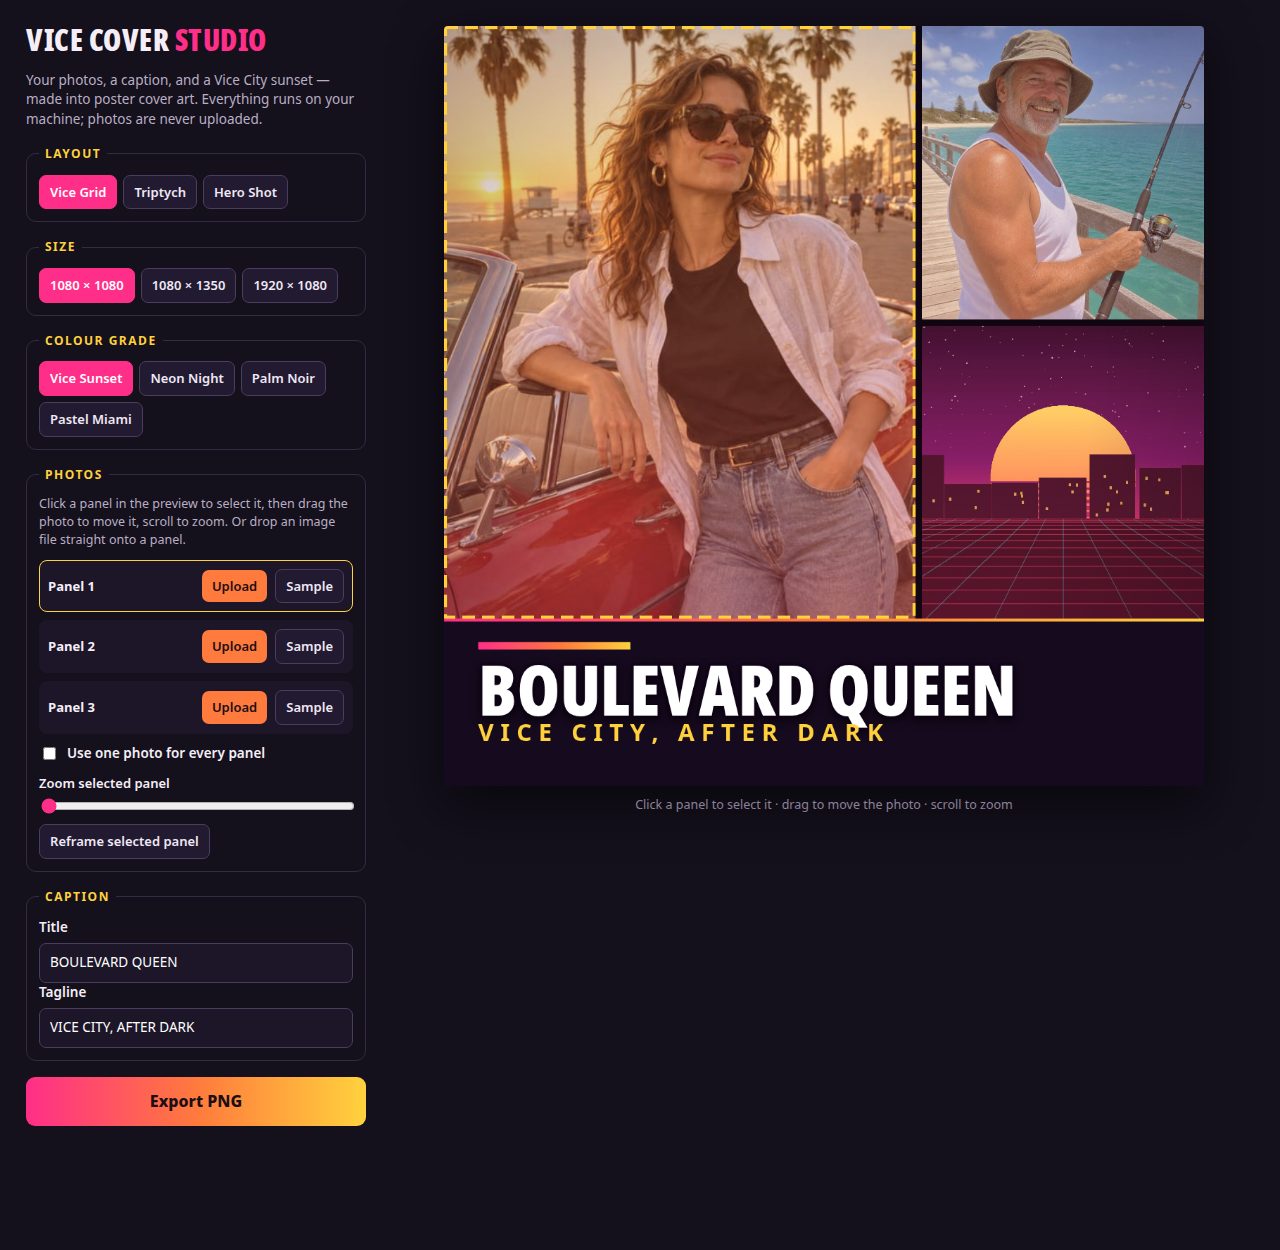 VICE COVER STUDIO
Your photos, a caption, and a Vice City sunset —
made into poster cover art. Everything runs on your
machine; photos are never uploaded.
LAYOUT
Vice Grid
Triptych
Hero Shot
SIZE
1080 × 1080
1080 × 1350
1920 × 1080
COLOUR GRADE
Vice Sunset
Neon Night
Palm Noir
Pastel Miami
PHOTOS
Click a panel in the preview to select it, then drag the
photo to move it, scroll to zoom. Or drop an image
file straight onto a panel.
Panel 1
Upload
Sample
Panel 2
Upload
Sample
Panel 3
Upload
Sample
Use one photo for every panel
Zoom selected panel
Reframe selected panel
CAPTION
Title
BOULEVARD QUEEN
Tagline
VICE CITY, AFTER DARK
Export PNG
BOULEVARD QUEEN
VICE CITY, AFTER DARK
Click a panel to select it · drag to move the photo · scroll to zoom